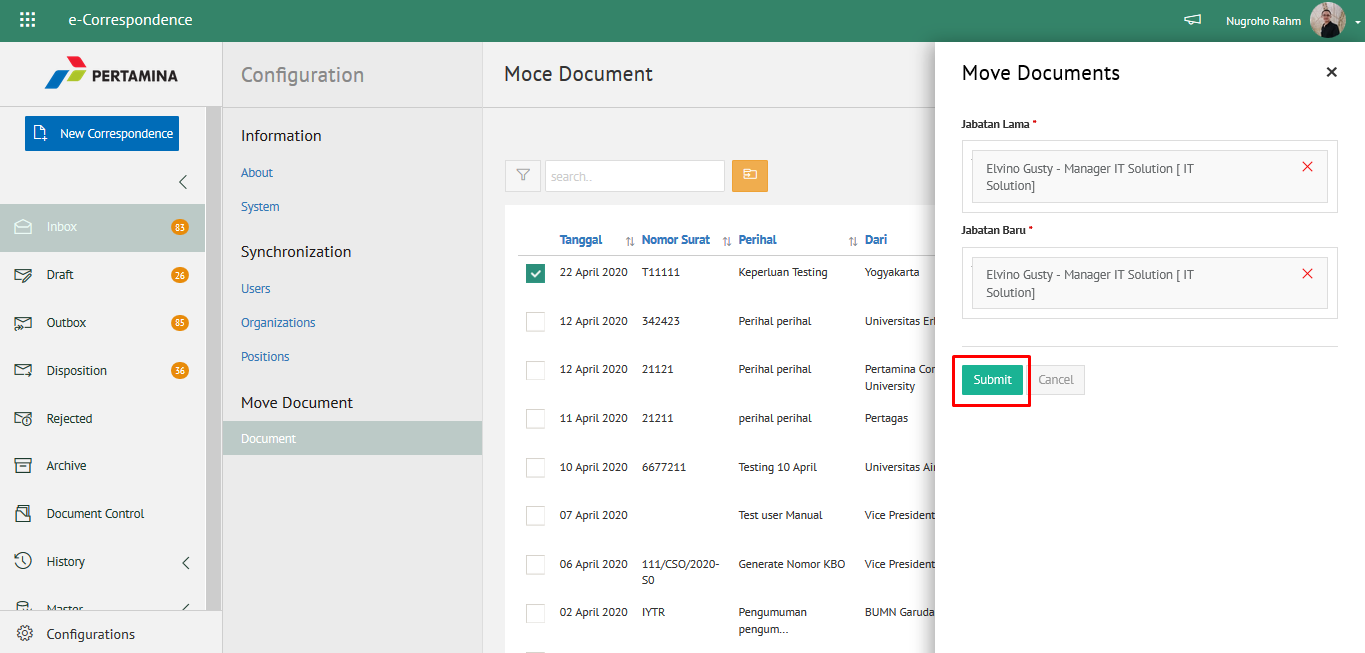 e-Correspondence
Nugroho Rahm
PERTAMINA
New Correspondence
Inbox 83
Draft 26
Outbox 85
Disposition 36
Rejected
Archive
Document Control
History
Master
Configurations
Configuration
Information
About
System
Synchronization
Users
Organizations
Positions
Move Document
Document
Moce Document
search..
Tanggal Nomor Surat Perihal Dari
22 April 2020 T11111 Keperluan Testing Yogyakarta
12 April 2020 342423 Perihal perihal Universitas Erl
12 April 2020 21121 Perihal perihal Pertamina Cor
University
11 April 2020 21211 perihal perihal Pertagas
10 April 2020 6677211 Testing 10 April Universitas Air
07 April 2020 Test user Manual Vice President
06 April 2020 111/CSO/2020- Generate Nomor KBO Vice President
S0
02 April 2020 IYTR Pengumuman BUMN Garuda
pengum...
Move Documents
Jabatan Lama *
Elvino Gusty - Manager IT Solution [ IT
Solution]
Jabatan Baru *
Elvino Gusty - Manager IT Solution [ IT
Solution]
Submit Cancel